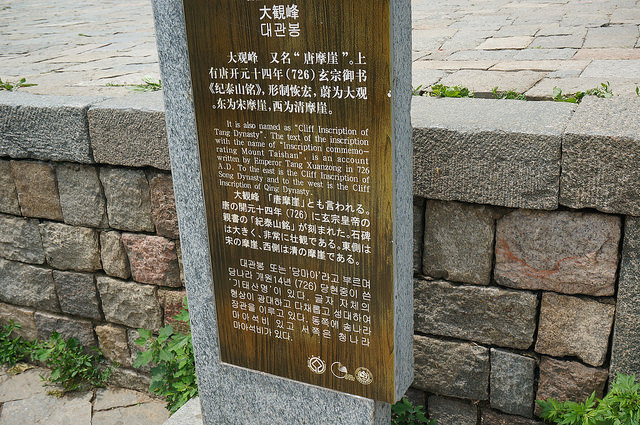 大観峰
대관봉
大观峰 又名“唐摩崖”。上
有唐开元十四年(726)玄宗御书
《纪泰山铭》,形制恢宏,蔚为大观
。东为宋摩崖,西为清摩崖。
It is also named as "Cliff Inscription of
Tang Dynasty". The text of the inscription
with the name of "Inscription commemo-
rating Mount Taishan", is an account
written by Emperor Tang Xuanzong in 726
A.D. To the east is the Cliff Inscription of
Song Dynasty and to the west is the Cliff
Inscription of Qing Dynasty.
大観峰 「唐摩崖」とも言われる。
唐の開元十四年(726)に玄宗皇帝の
親書の「紀泰山銘」が刻まれた。石碑
は大きく、非常に壮観である。東側は
宋の摩崖、西側は清の摩崖である。
대관봉 또는 '당마아'라고 부르며
당나라 개원14년 (726) 당현종이 쓴
'기태산명'이 있다. 글자 자체의
형상이 광대하고 다채롭고 성대하여
장관을 이루고 있다. 동쪽에 송나라
마아석비 있고 서쪽은 청나라
마아석비가 있다.